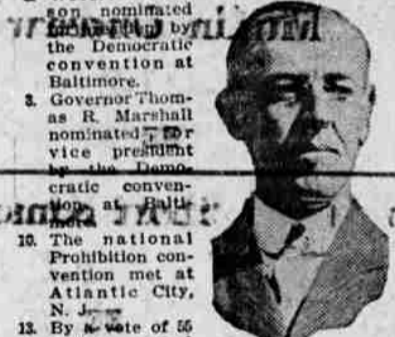 son nominated
by
the Democratic
convention at
Baltimore.
3. Governor Thom-
as R. Marshall
nominated for
vice president
by the Demo-
cratic conven-
tion at Balti-
more.
10. The national
Prohibition con-
vention met at
Atlantic City,
N. J.
13. By a vote of 55